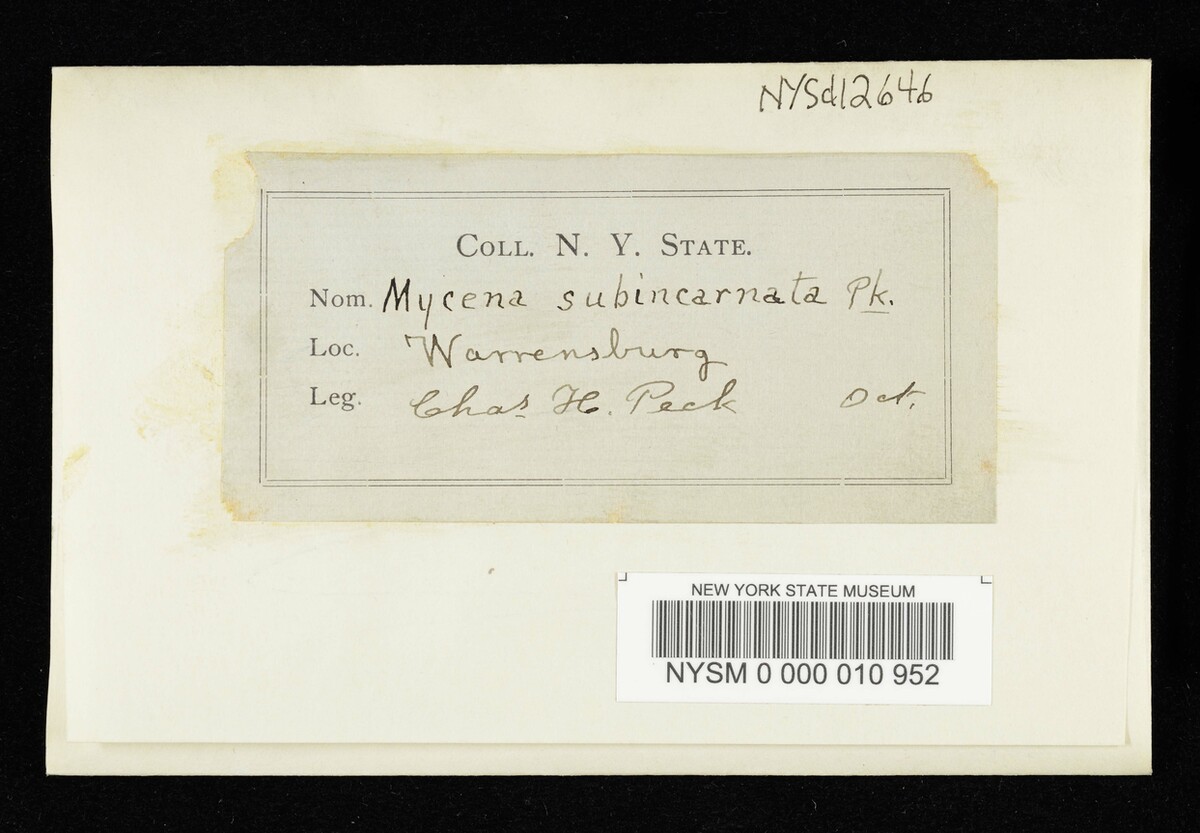 NYSd12646
COLL. N. Y. STATE.
Nom. Mycena subincarnata Pk.
Loc. Warrensburg
Leg. Chas H. Peck Oct.
NEW YORK STATE MUSEUM
NYSM 0 000 010 952